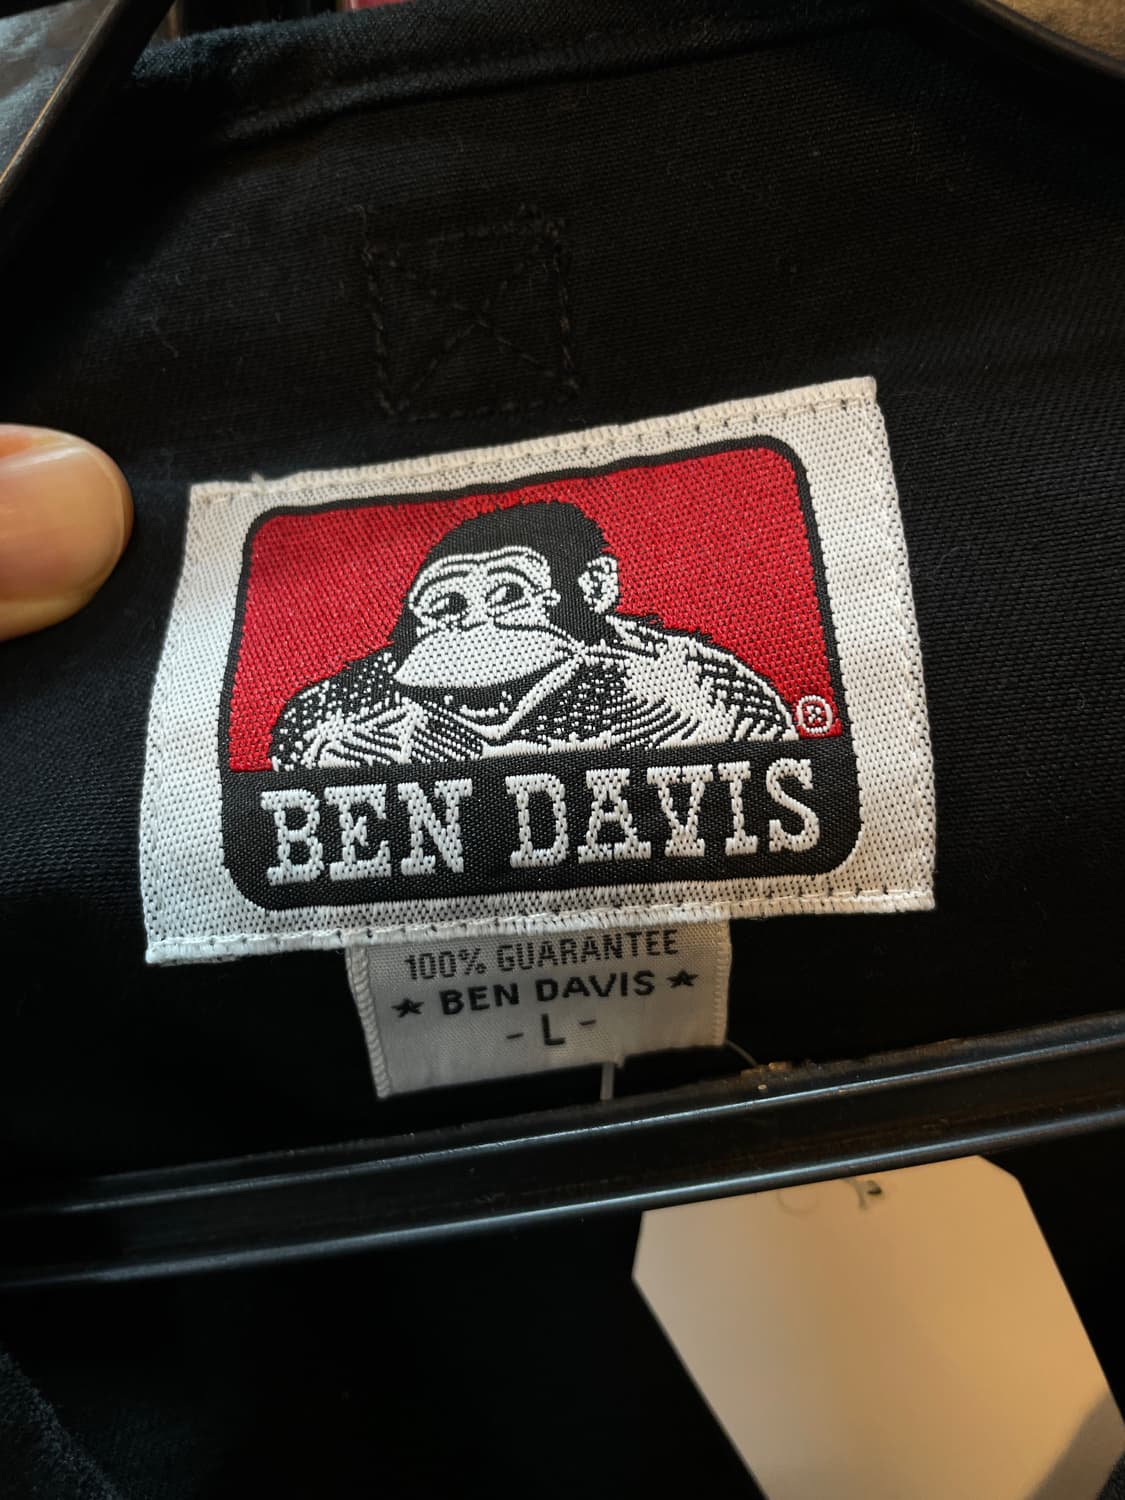 ®
BEN DAVIS
100% GUARANTEE
★ BEN DAVIS ★
- L -